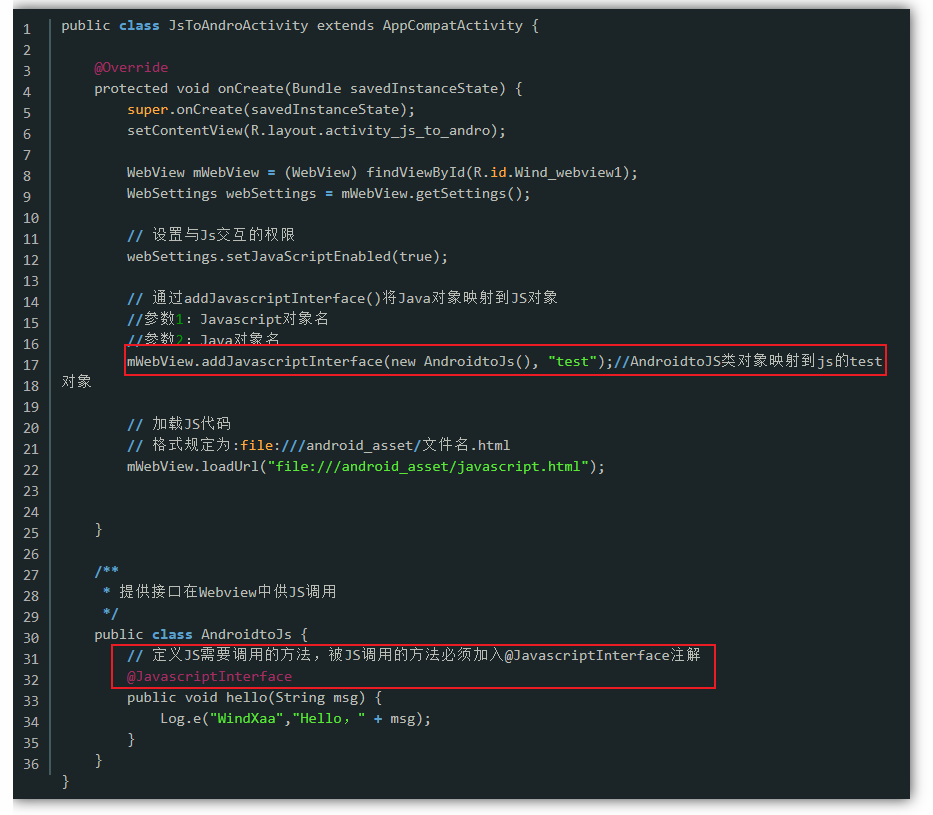 1 public class JsToAndroActivity extends AppCompatActivity {
2
3 @Override
4 protected void onCreate(Bundle savedInstanceState) {
5 super.onCreate(savedInstanceState);
6 setContentView(R.layout.activity_js_to_andro);
7
8 WebView mWebView = (WebView) findViewById(R.id.Wind_webview1);
9 WebSettings webSettings = mWebView.getSettings();
10
11 // 设置与Js交互的权限
12 webSettings.setJavaScriptEnabled(true);
13
14 // 通过addJavascriptInterface()将Java对象映射到JS对象
15 //参数1：Javascript对象名
16 //参数2：Java对象名
17 mWebView.addJavascriptInterface(new AndroidtoJs(), "test");//AndroidtoJS类对象映射到js的test
18 对象
19
20 // 加载JS代码
21 // 格式规定为:file:///android_asset/文件名.html
22 mWebView.loadUrl("file:///android_asset/javascript.html");
23
24
25 }
26
27 /**
28 * 提供接口在Webview中供JS调用
29 */
30 public class AndroidtoJs {
31 // 定义JS需要调用的方法，被JS调用的方法必须加入@JavascriptInterface注解
32 @JavascriptInterface
33 public void hello(String msg) {
34 Log.e("WindXaa","Hello，" + msg);
35 }
36 }
}